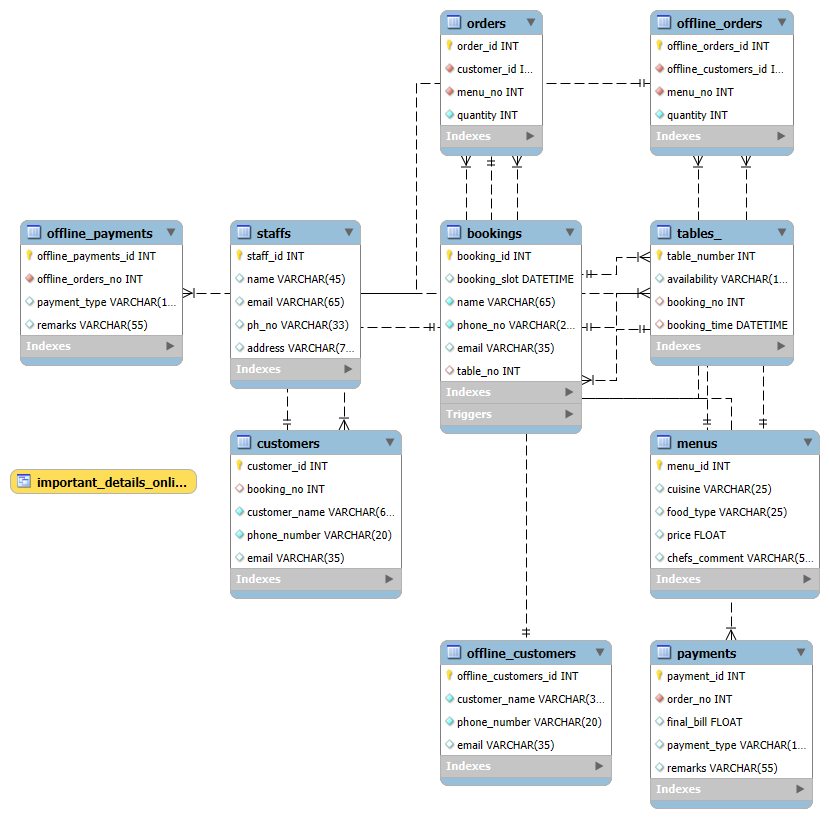 orders
order_id INT
customer_id I...
menu_no INT
quantity INT
Indexes
offline_orders
offline_orders_id INT
offline_customers_id I...
menu_no INT
quantity INT
Indexes
offline_payments
offline_payments_id INT
offline_orders_no INT
payment_type VARCHAR(1...
remarks VARCHAR(55)
Indexes
staffs
staff_id INT
name VARCHAR(45)
email VARCHAR(65)
ph_no VARCHAR(33)
address VARCHAR(7...
Indexes
bookings
booking_id INT
booking_slot DATETIME
name VARCHAR(65)
phone_no VARCHAR(2...
email VARCHAR(35)
table_no INT
Indexes
Triggers
tables_
table_number INT
availability VARCHAR(1...
booking_no INT
booking_time DATETIME
Indexes
important_details_onli...
customers
customer_id INT
booking_no INT
customer_name VARCHAR(6...
phone_number VARCHAR(20)
email VARCHAR(35)
Indexes
menus
menu_id INT
cuisine VARCHAR(25)
food_type VARCHAR(25)
price FLOAT
chefs_comment VARCHAR(5...
Indexes
offline_customers
offline_customers_id INT
customer_name VARCHAR(3...
phone_number VARCHAR(20)
email VARCHAR(35)
Indexes
payments
payment_id INT
order_no INT
final_bill FLOAT
payment_type VARCHAR(1...
remarks VARCHAR(55)
Indexes